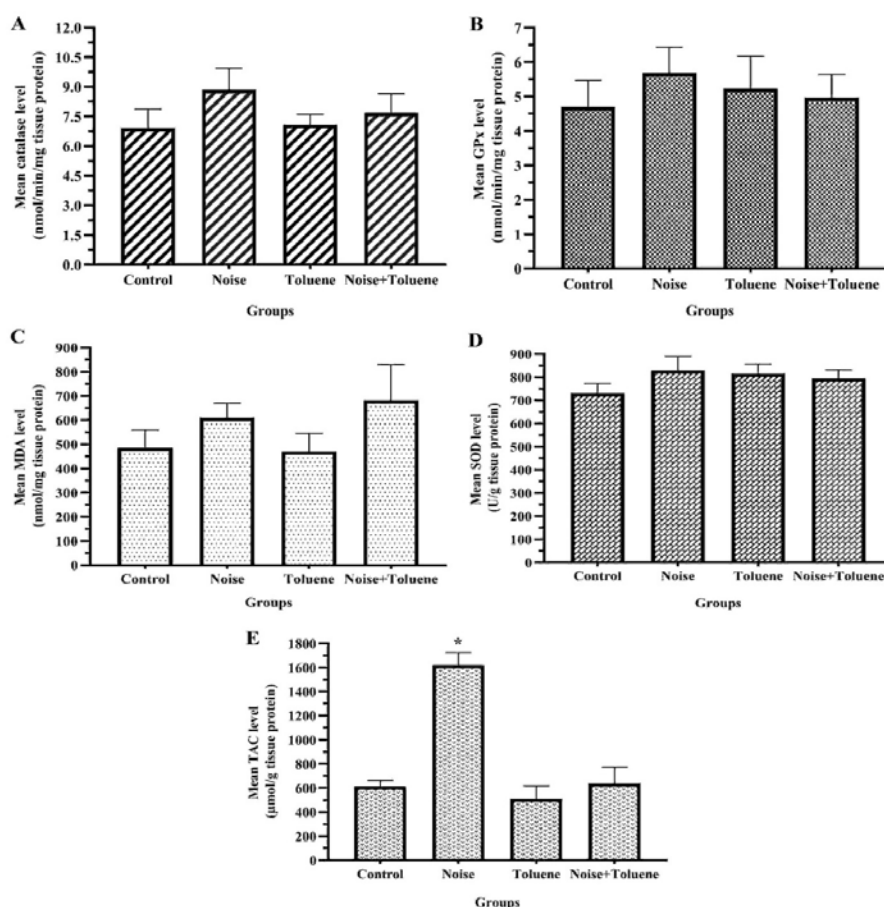 A
Mean catalase level
(nmol/min/mg tissue protein)
12.0
10.5
9.0
7.5
6.0
4.5
3.0
1.5
0.0
Control Noise Toluene Noise+Toluene
Groups
B
Mean GPx level
(nmol/min/mg tissue protein)
7
6
5
4
3
2
1
0
Control Noise Toluene Noise+Toluene
Groups
C
Mean MDA level
(nmol/mg tissue protein)
900
800
700
600
500
400
300
200
100
0
Control Noise Toluene Noise+Toluene
Groups
D
Mean SOD level
(U/g tissue protein)
900
800
700
600
500
400
300
200
100
0
Control Noise Toluene Noise+Toluene
Groups
E
Mean TAC level
(µmol/g tissue protein)
1800
1600
1400
1200
1000
800
600
400
200
0
*
Control Noise Toluene Noise+Toluene
Groups